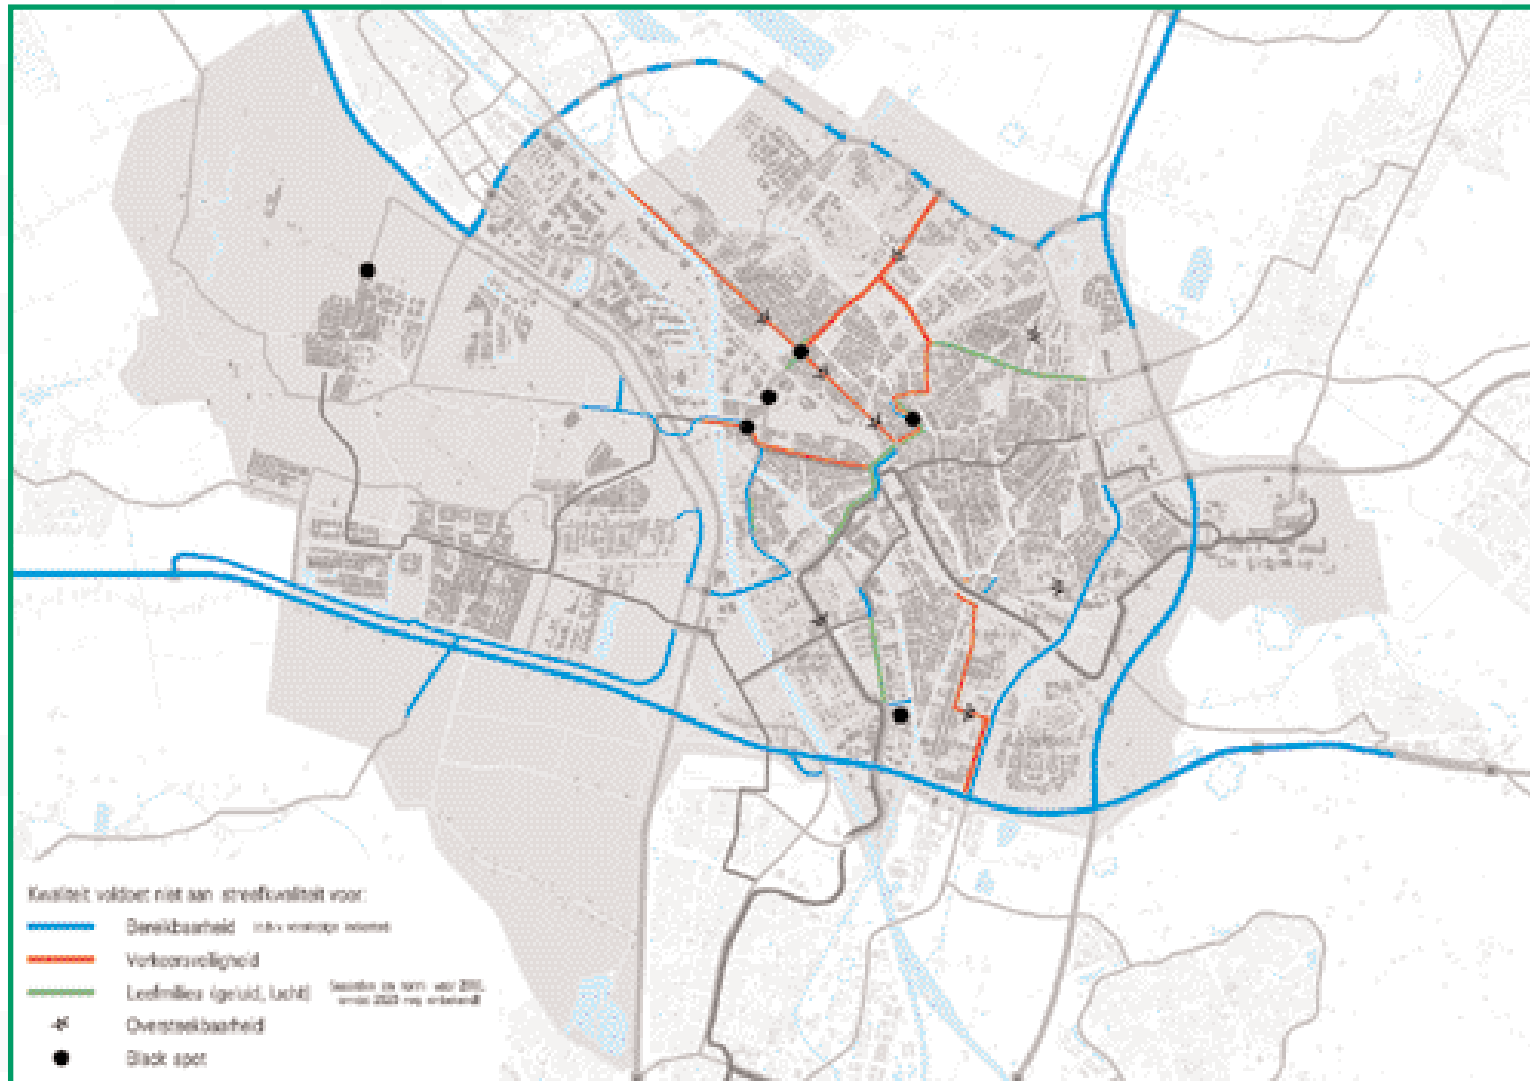 Kwaliteit voldoet niet aan streefkwaliteit voor:
Bereikbaarheid
Verkeersveiligheid
Leefmilieu (geluid, lucht)
Oversteekbaarheid
Black spot